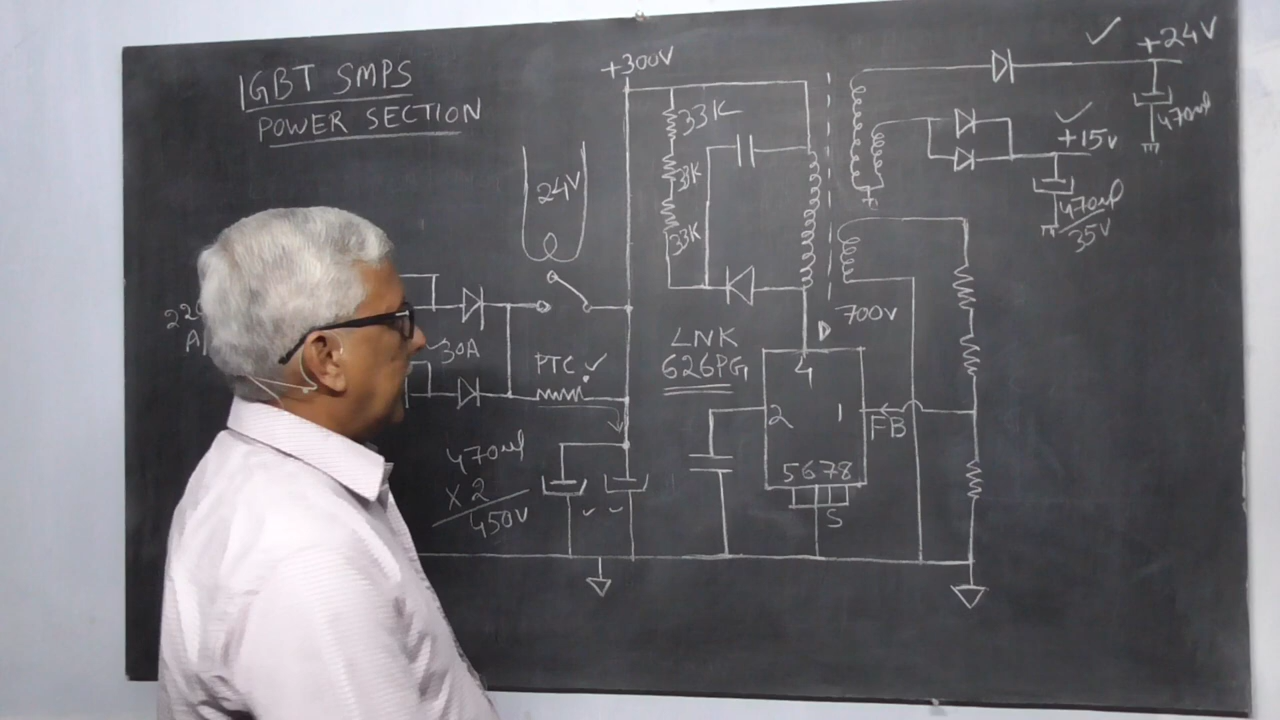 IGBT SMPS
POWER SECTION
+300V
33K
33K
33K
24V
+24V
470uf
+15v
470uf
35V
220
A
30A
PTC
470uf
X 2
450V
LNK
626PG
700v
D
4
2
1
FB
5678
S